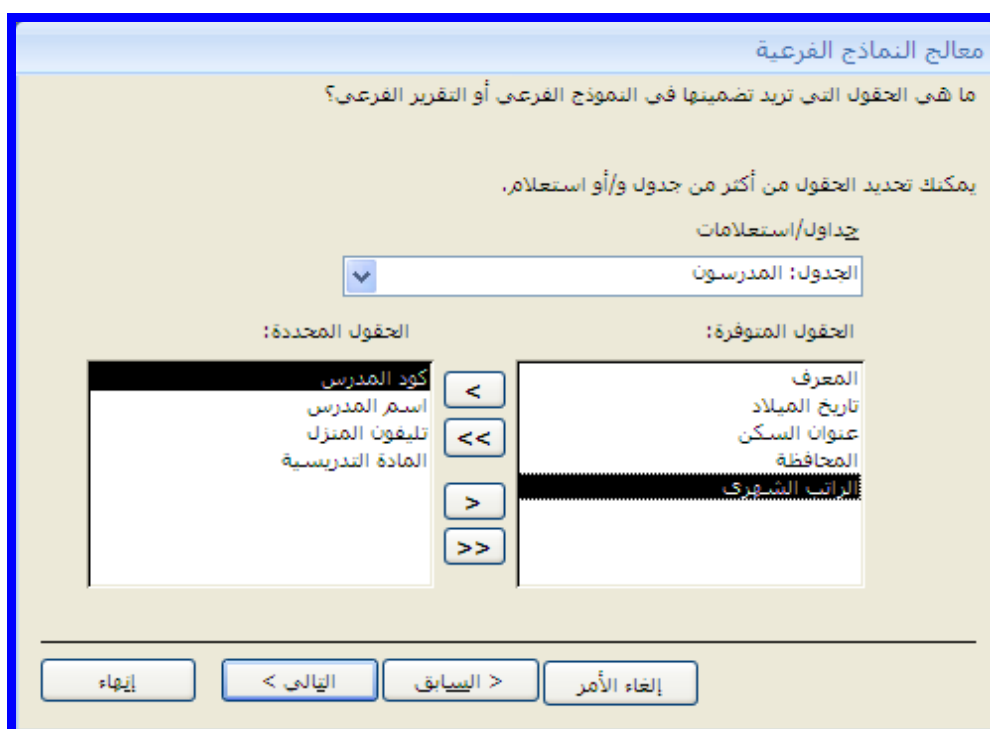 معالج النماذج الفرعية
ما هي الحقول التي تريد تضمينها في النموذج الفرعي أو التقرير الفرعي؟
يمكنك تحديد الحقول من أكثر من جدول و/أو استعلام.
جداول/استعلامات
الجدول: المدرسون
الحقول المتوفرة:
المعرف
تاريخ الميلاد
عنوان السكن
المحافظة
الراتب الشهري
<
<<
>
>>
الحقول المحددة:
كود المدرس
اسم المدرس
تليفون المنزل
المادة التدريسية
إلغاء الأمر
< السابق
التالي >
إنهاء